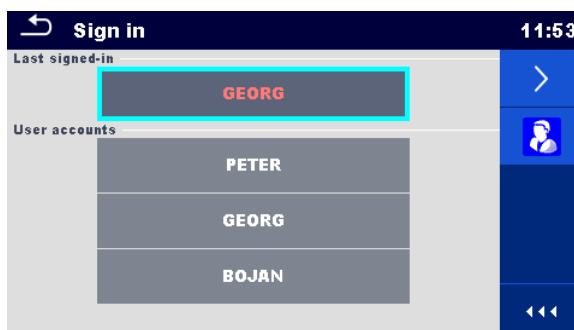 Sign in 11:53
Last signed-in
GEORG
User accounts
PETER
GEORG
BOJAN